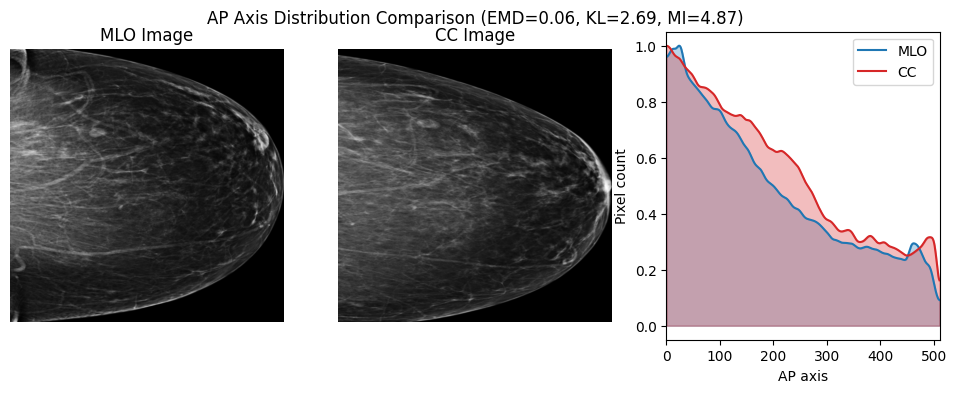 AP Axis Distribution Comparison (EMD=0.06, KL=2.69, MI=4.87)
MLO Image
CC Image
MLO
CC
1.0
0.8
0.6
0.4
0.2
0.0
Pixel count
0 100 200 300 400 500
AP axis